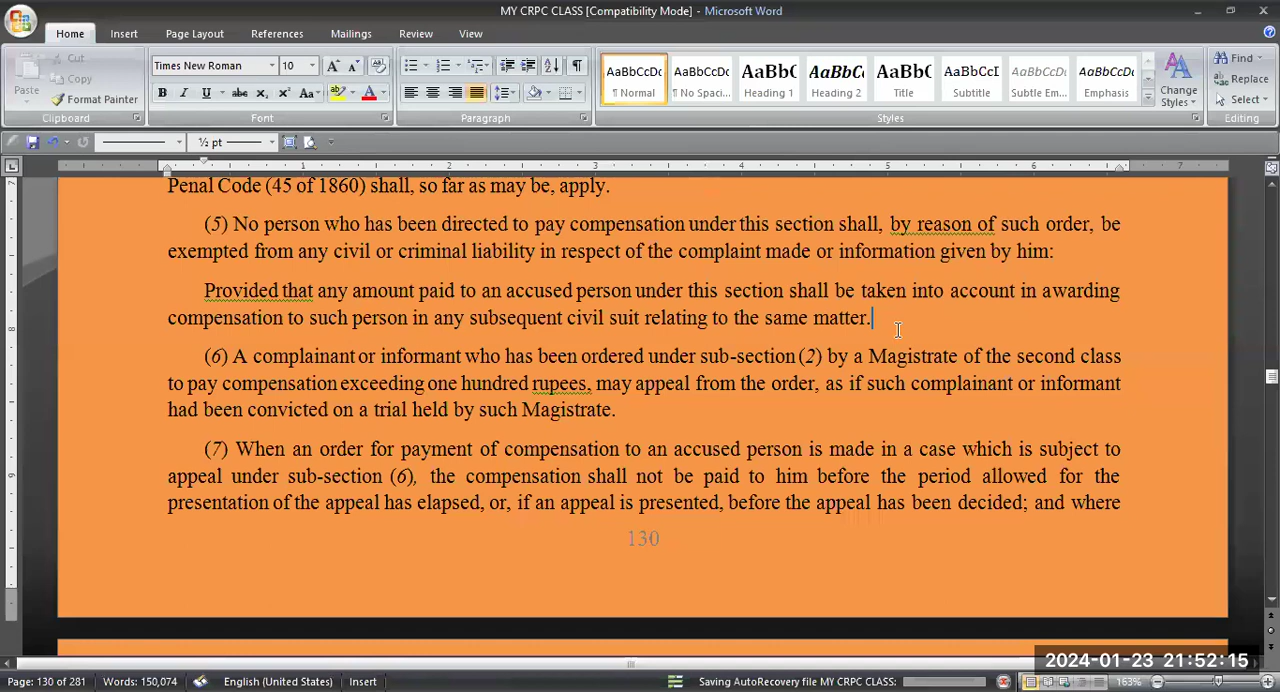 MY CRPC CLASS [Compatibility Mode] - Microsoft Word
Home Insert Page Layout References Mailings Review View
Paste Cut Copy Format Painter Clipboard
Times New Roman 10 Font
Paragraph
AaBbCcDc AaBbCcDc AaBbC AaBbCc AaBbC AaBbCcI AaBbCcDc AaBbCcDc
¶ Normal ¶ No Spaci... Heading 1 Heading 2 Title Subtitle Subtle Em... Emphasis
Change Styles Styles
Find Replace Select Editing
½ pt
1 2 3 4 5 6 7
Penal Code (45 of 1860) shall, so far as may be, apply.
(5) No person who has been directed to pay compensation under this section shall, by reason of such order, be
exempted from any civil or criminal liability in respect of the complaint made or information given by him:
Provided that any amount paid to an accused person under this section shall be taken into account in awarding
compensation to such person in any subsequent civil suit relating to the same matter.
(6) A complainant or informant who has been ordered under sub-section (2) by a Magistrate of the second class
to pay compensation exceeding one hundred rupees, may appeal from the order, as if such complainant or informant
had been convicted on a trial held by such Magistrate.
(7) When an order for payment of compensation to an accused person is made in a case which is subject to
appeal under sub-section (6), the compensation shall not be paid to him before the period allowed for the
presentation of the appeal has elapsed, or, if an appeal is presented, before the appeal has been decided; and where
130
2024-01-23 21:52:15
Page: 130 of 281 Words: 150,074 English (United States) Insert Saving AutoRecovery file MY CRPC CLASS: 163%